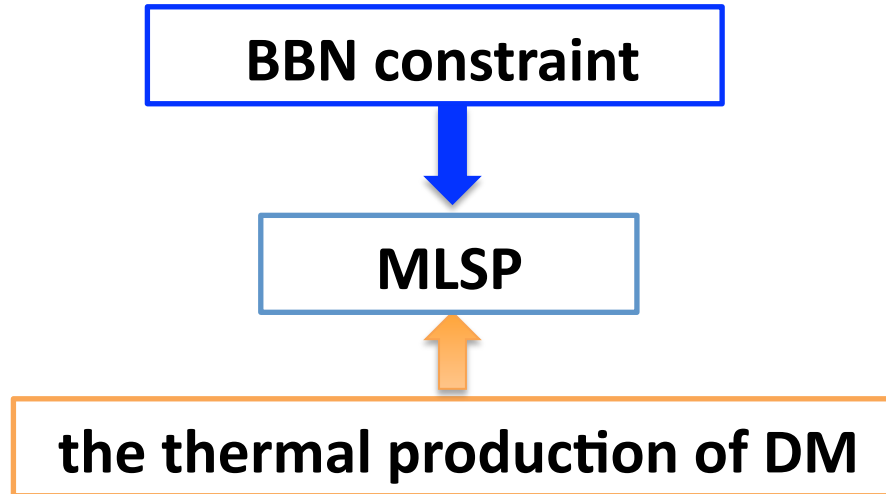 BBN constraint
MLSP
the thermal production of DM